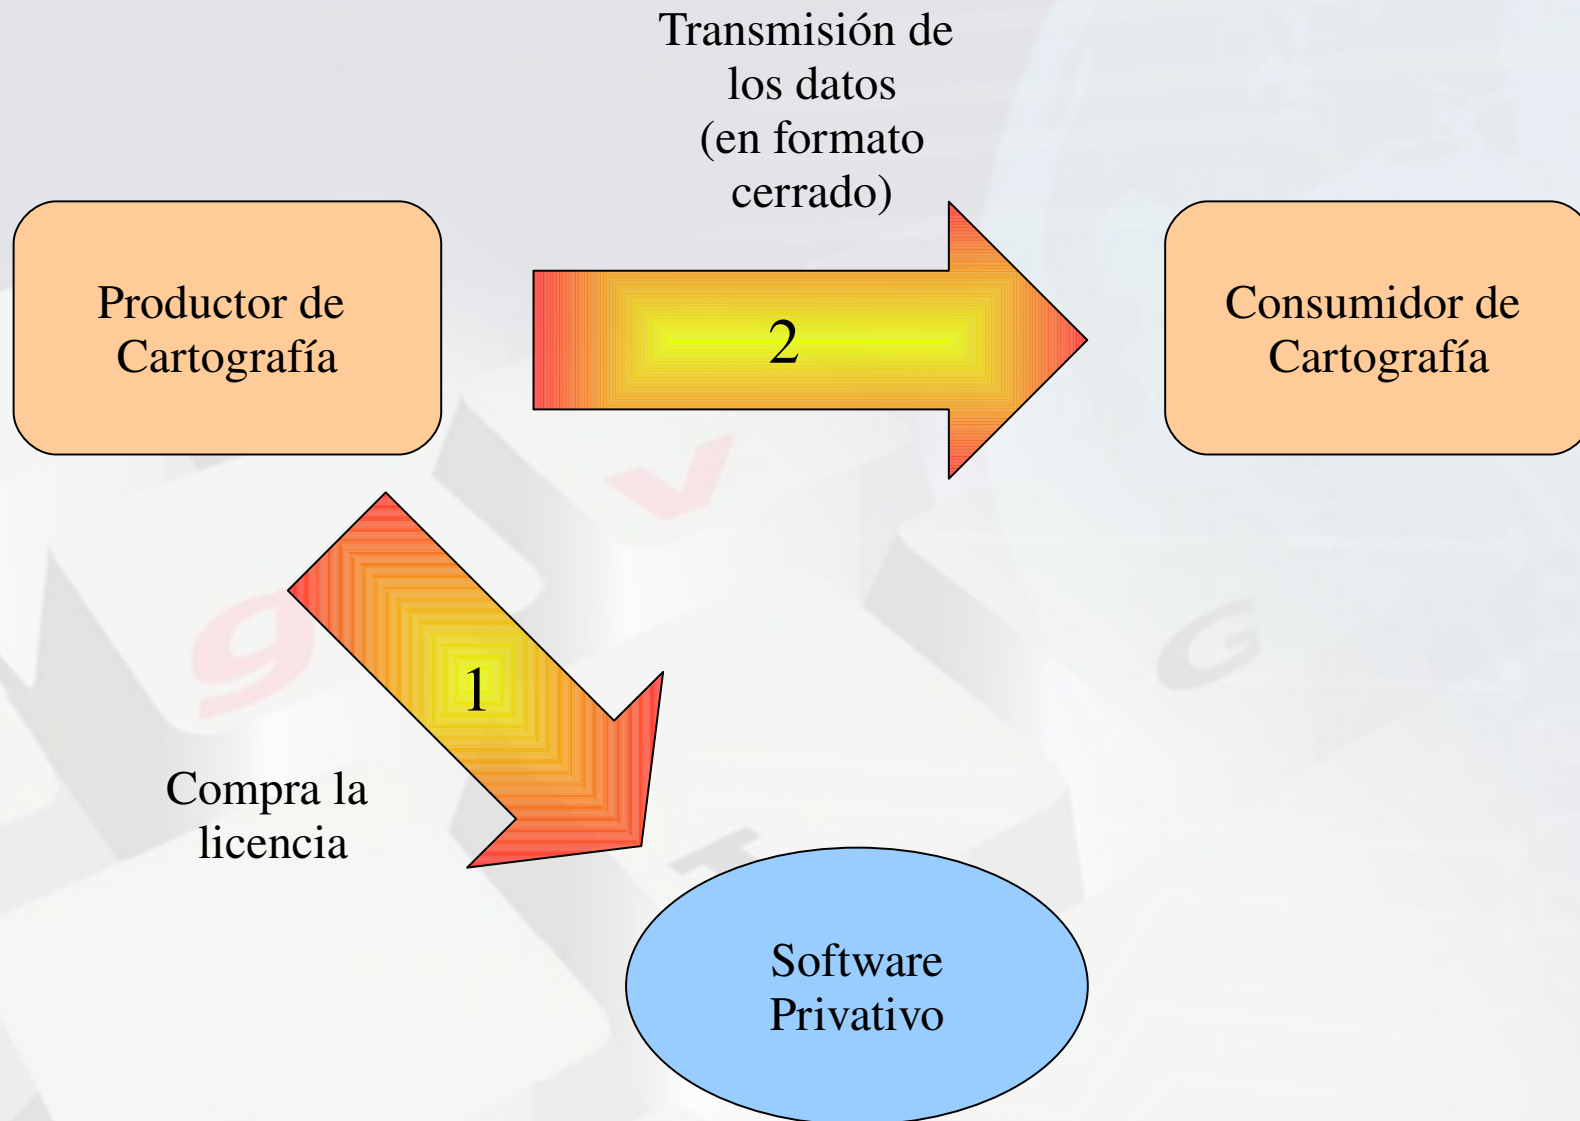 Transmisión de
los datos
(en formato
cerrado)
Productor de
Cartografía
2
Consumidor de
Cartografía
1
Compra la
licencia
Software
Privativo
g
v
G
I